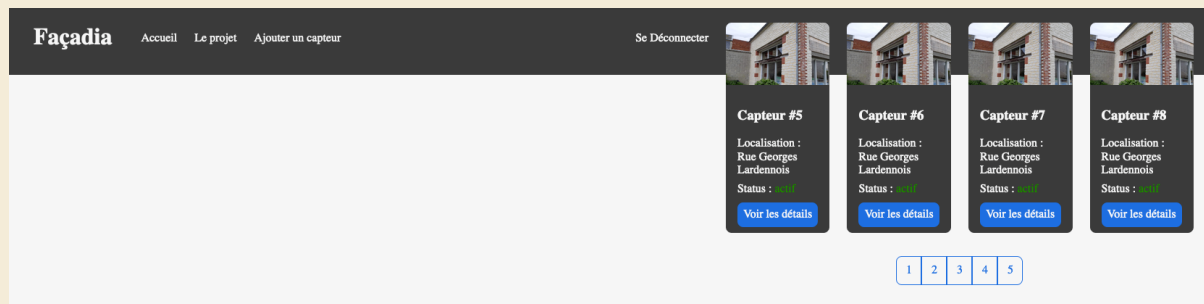 Façadia
Accueil
Le projet
Ajouter un capteur
Se Déconnecter
Capteur #5
Localisation :
Rue Georges
Lardennois
Status : actif
Voir les détails
Capteur #6
Localisation :
Rue Georges
Lardennois
Status : actif
Voir les détails
Capteur #7
Localisation :
Rue Georges
Lardennois
Status : actif
Voir les détails
Capteur #8
Localisation :
Rue Georges
Lardennois
Status : actif
Voir les détails
1 2 3 4 5